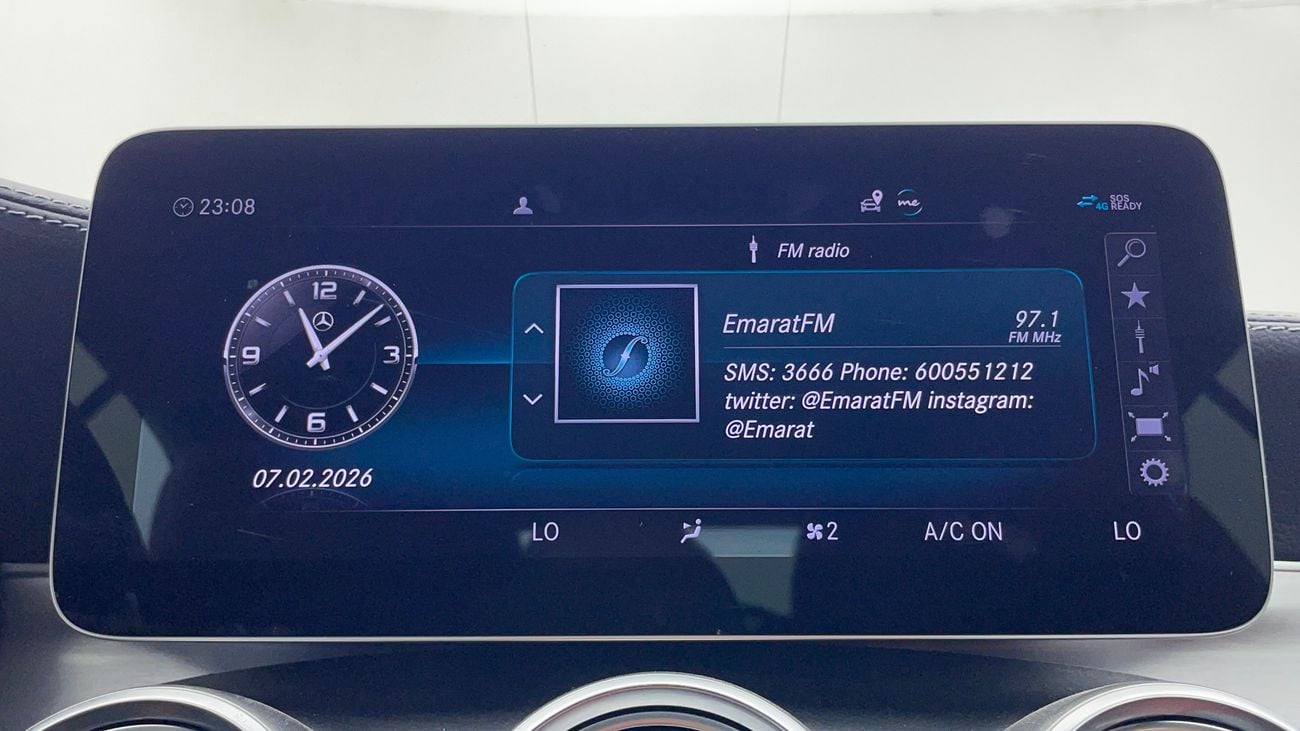 23:08
me
4G
SOS
READY
FM radio
12
3
6
9
EmaratFM
97.1
FM MHz
SMS: 3666 Phone: 600551212
twitter: @EmaratFM instagram:
@Emarat
f
07.02.2026
LO
2
A/C ON
LO